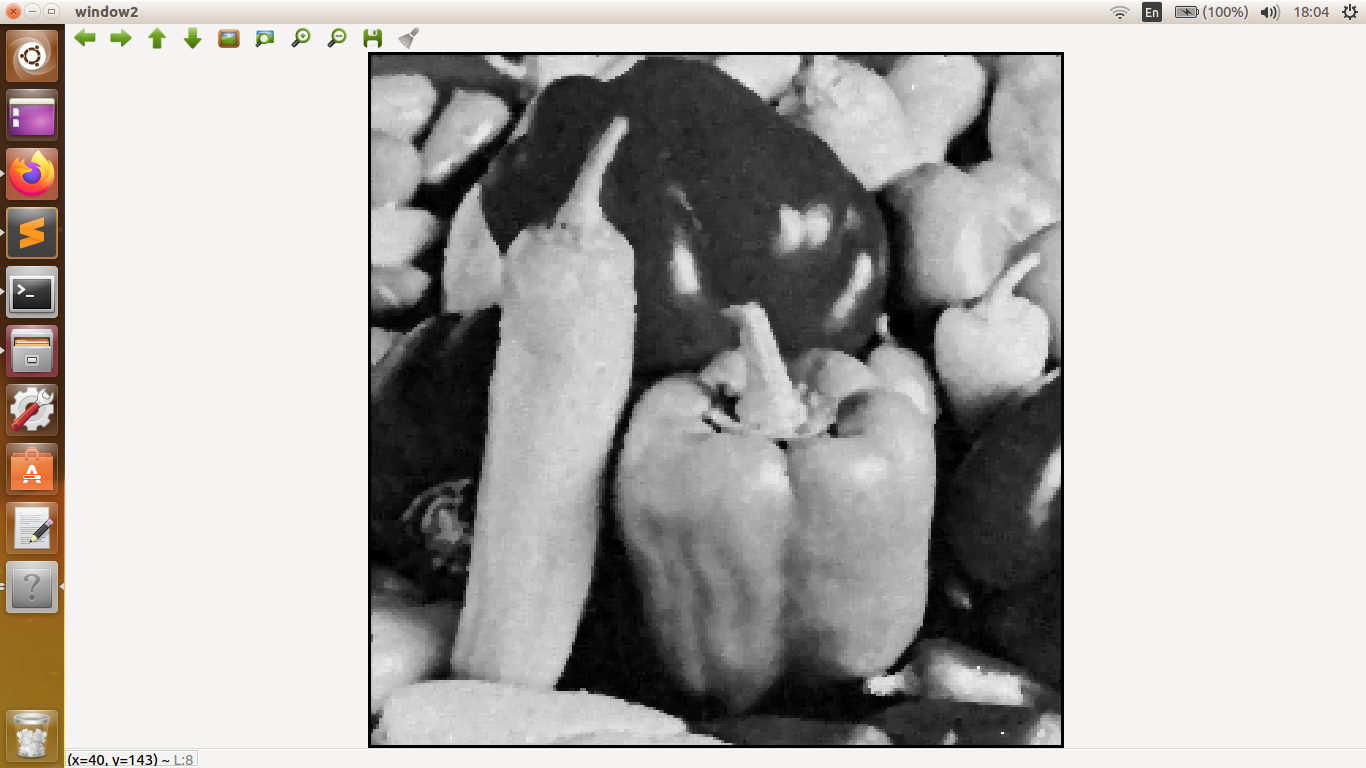 window2
En
(100%)
18:04
(x=40, y=143) ~ L:8